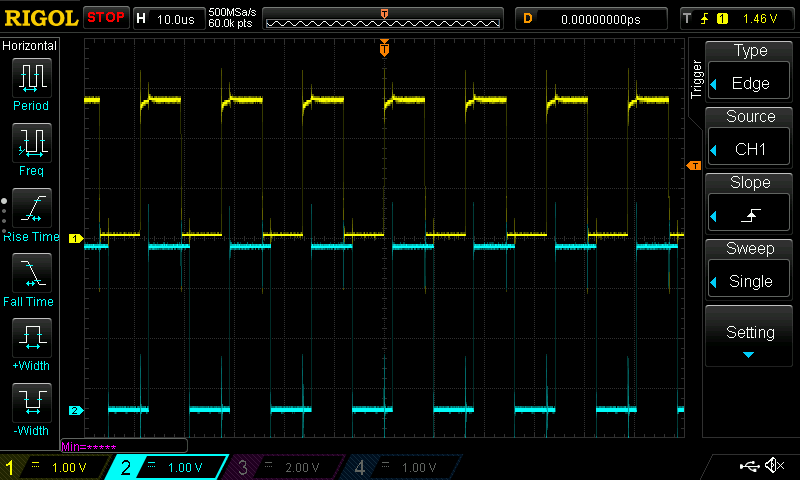 RIGOL STOP H 10.0us 500MSa/s 60.0k pts T D 0.00000000ps T 1 1.46 V
Horizontal
Period
Freq
Rise Time
Fall Time
+Width
-Width
T
T
1
2
Min=*****
Trigger
Type
Edge
Source
CH1
Slope
Sweep
Single
Setting
1 1.00 V 2 1.00 V 3 2.00 V 4 1.00 V